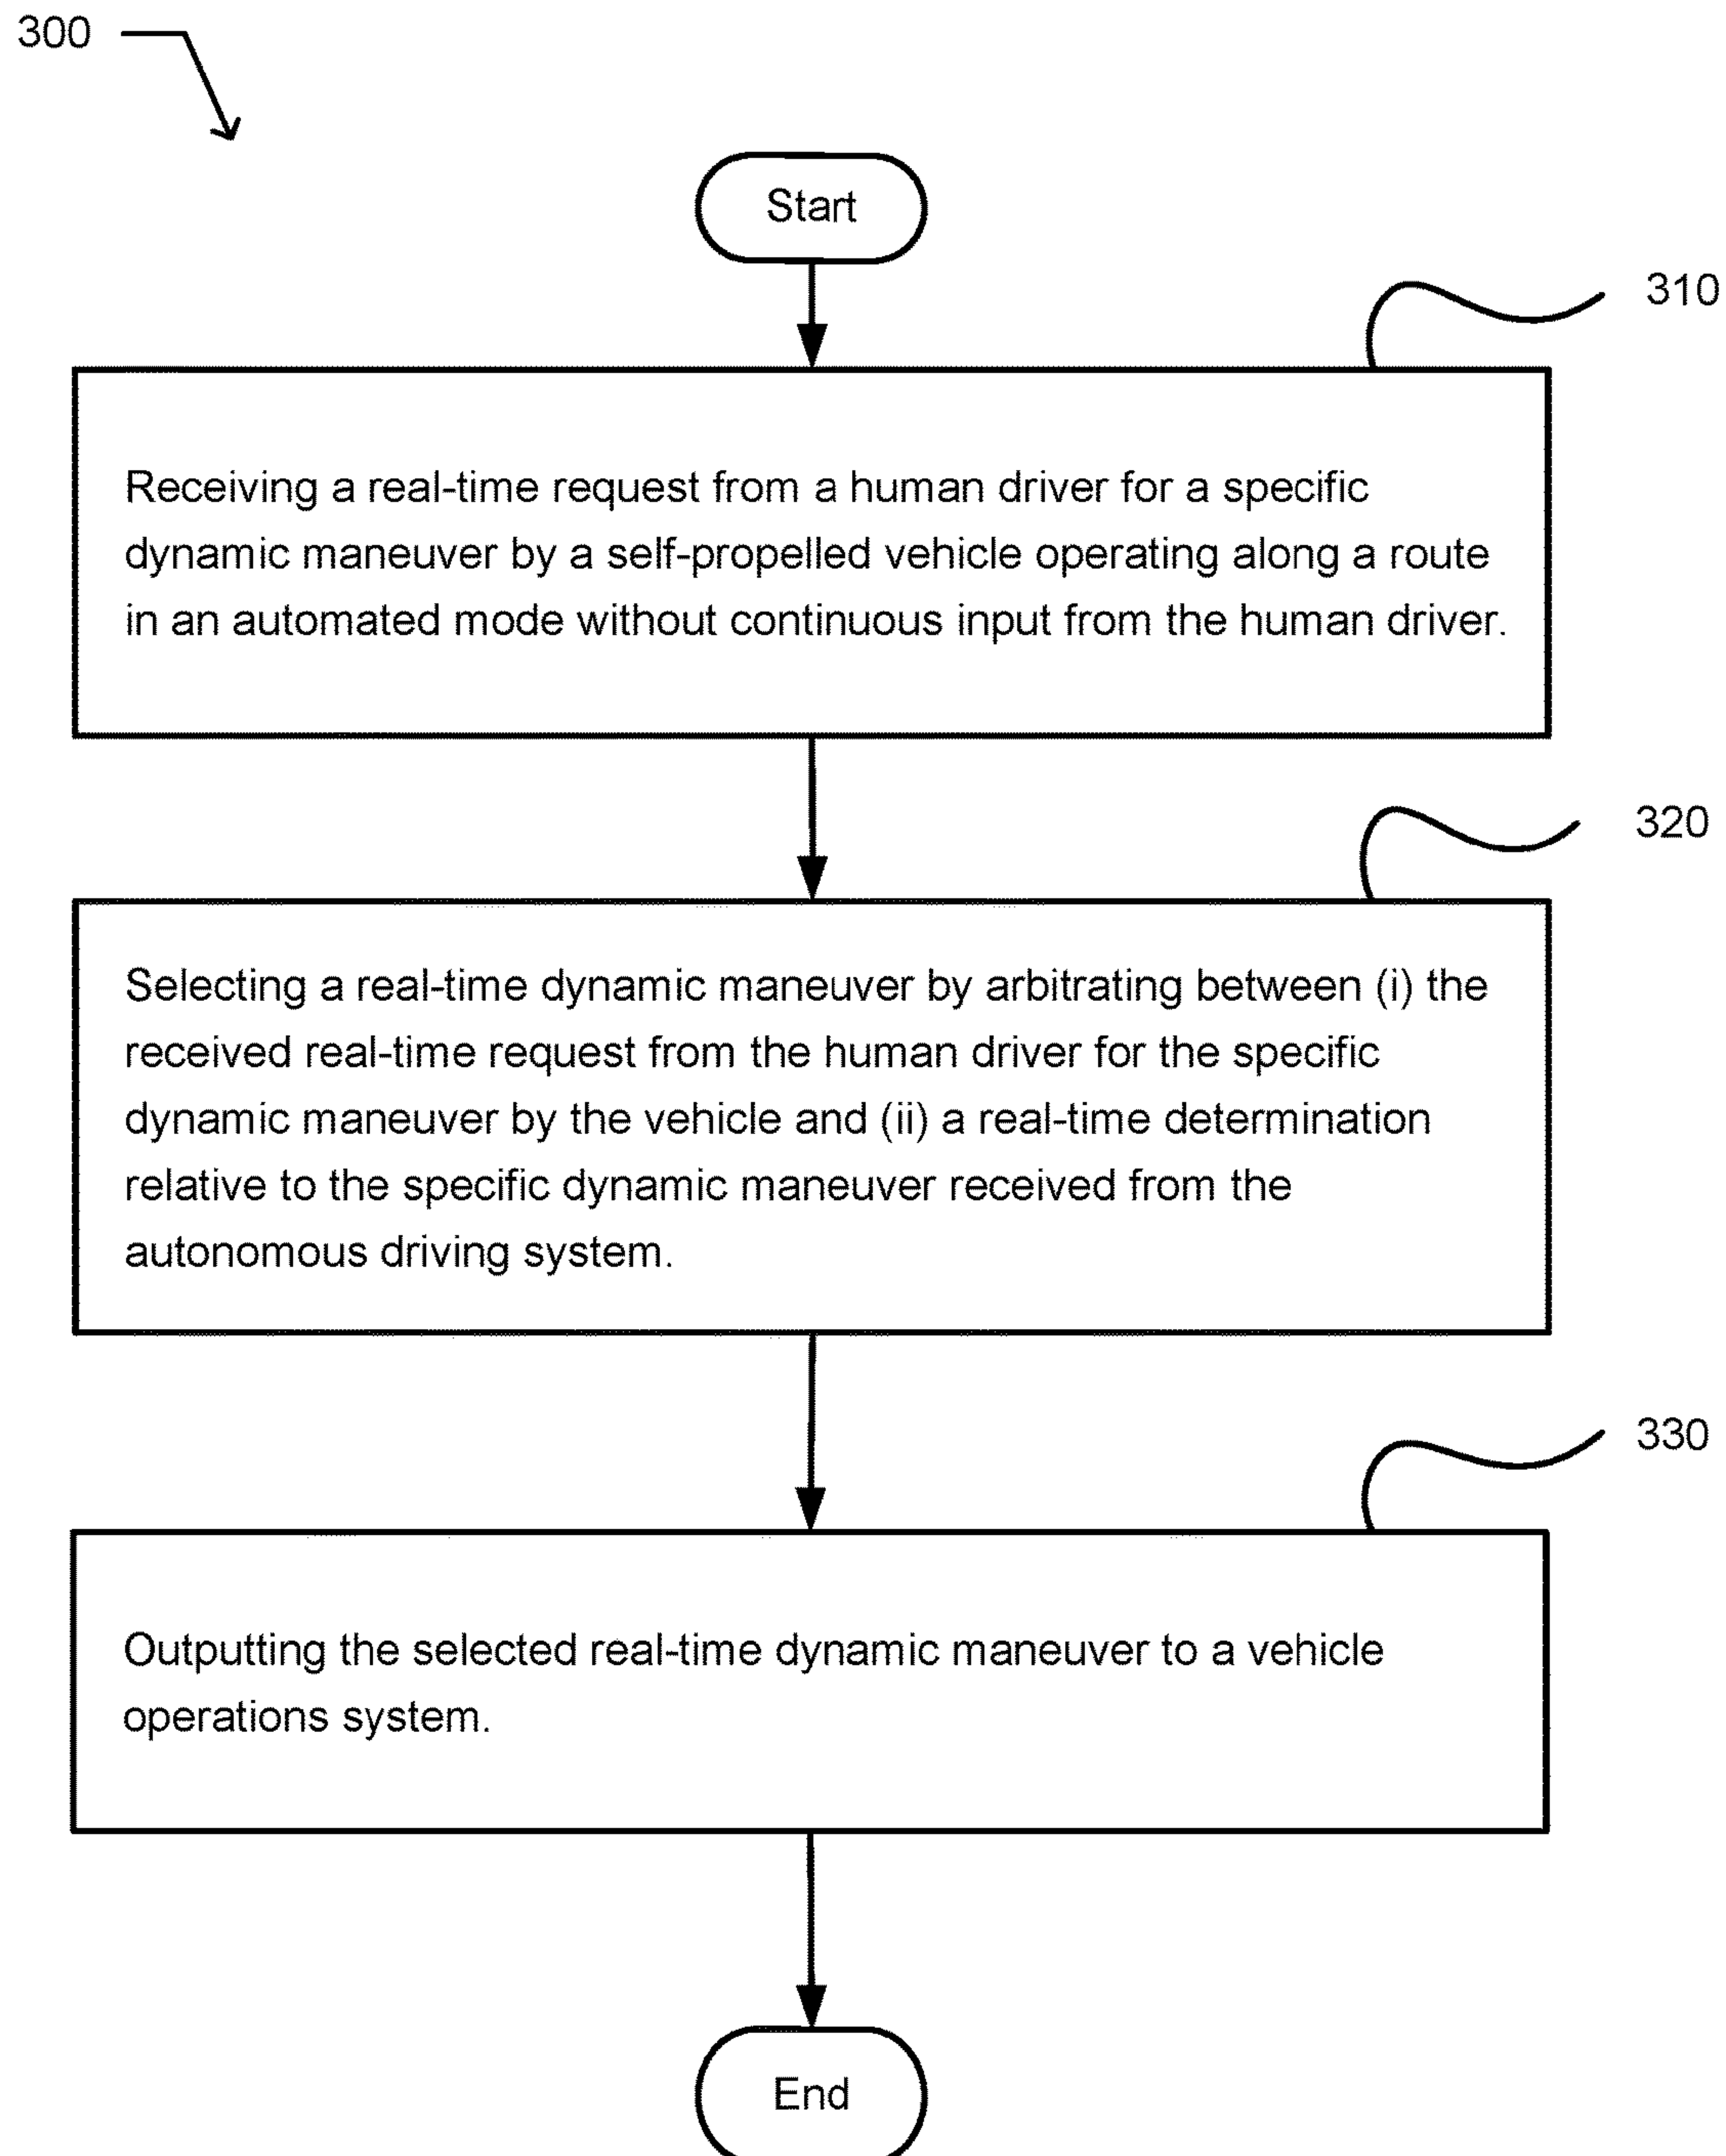 300
Start
310
Receiving a real-time request from a human driver for a specific
dynamic maneuver by a self-propelled vehicle operating along a route
in an automated mode without continuous input from the human driver.
320
Selecting a real-time dynamic maneuver by arbitrating between (i) the
received real-time request from the human driver for the specific
dynamic maneuver by the vehicle and (ii) a real-time determination
relative to the specific dynamic maneuver received from the
autonomous driving system.
330
Outputting the selected real-time dynamic maneuver to a vehicle
operations system.
End